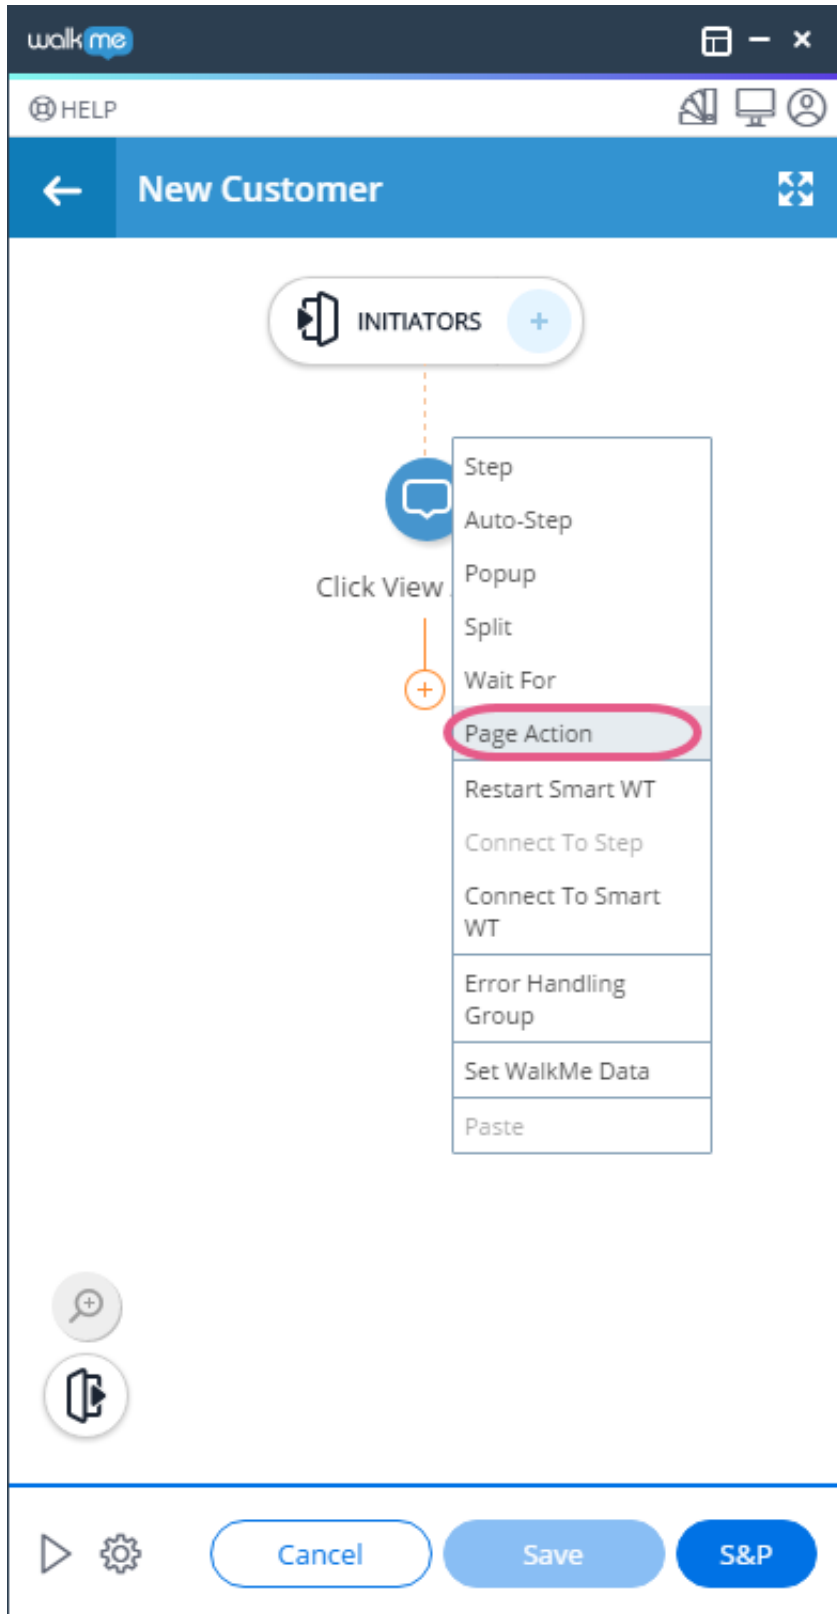 walkme
HELP
New Customer
INITIATORS
Step
Auto-Step
Click View
Popup
Split
Wait For
Page Action
Restart Smart WT
Connect To Step
Connect To Smart
WT
Error Handling
Group
Set WalkMe Data
Paste
Cancel
Save
S&P